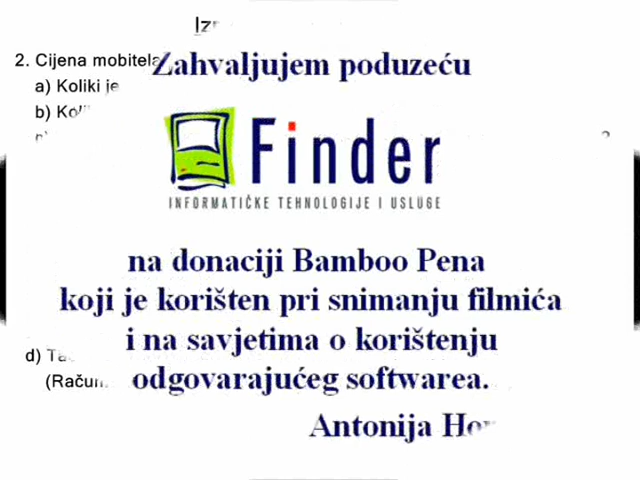 2. Cijena mobitela
Zahvaljujem poduzeću
a) Koliki je
b)
Finder
INFORMATIČKE TEHNOLOGIJE I USLUGE
na donaciji Bamboo Pena
koji je korišten pri snimanju filmića
i na savjetima o korištenju
d)
odgovarajućeg softwarea.
Antonija